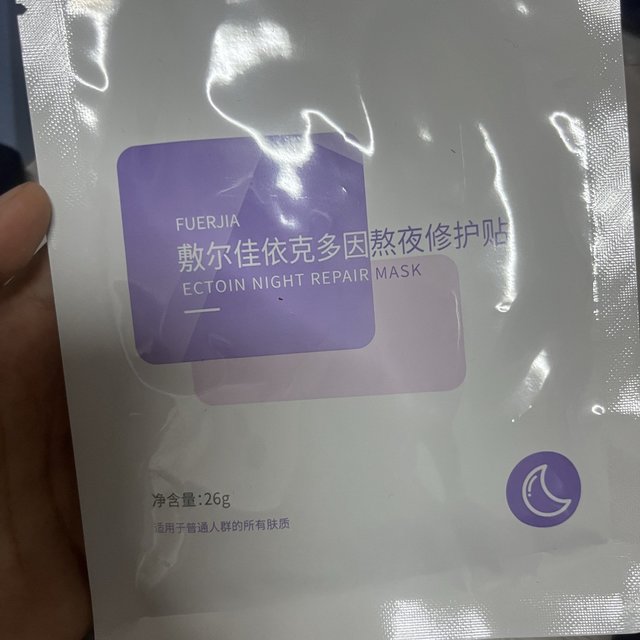 FUERJIA
敷尔佳依克多因熬夜修护贴
ECTOIN NIGHT REPAIR MASK
净含量:26g
适用于普通人群的所有肤质